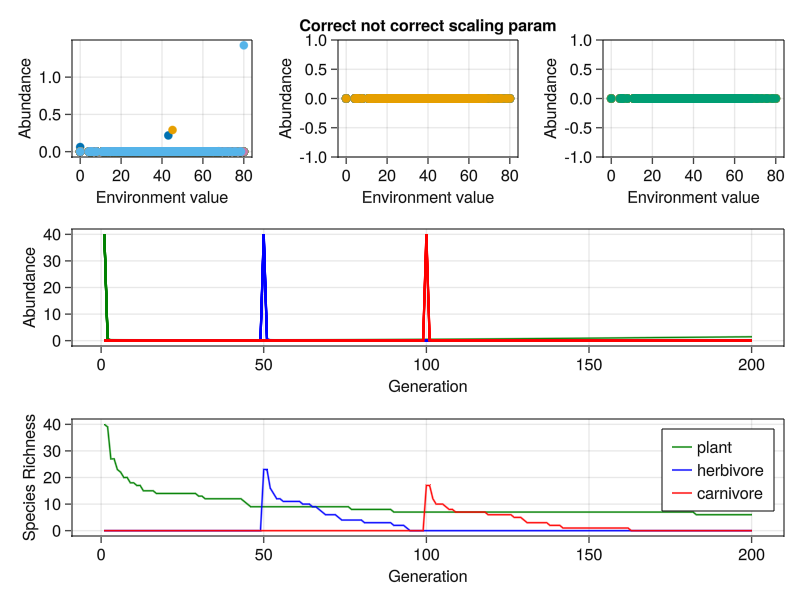 Correct not correct scaling param
Abundance
1.0
0.5
0.0
0 20 40 60 80
Environment value
Abundance
1.0
0.5
0.0
-0.5
-1.0
0 20 40 60 80
Environment value
Abundance
1.0
0.5
0.0
-0.5
-1.0
0 20 40 60 80
Environment value
Abundance
40
30
20
10
0
0 50 100 150 200
Generation
Species Richness
40
30
20
10
0
plant
herbivore
carnivore
0 50 100 150 200
Generation